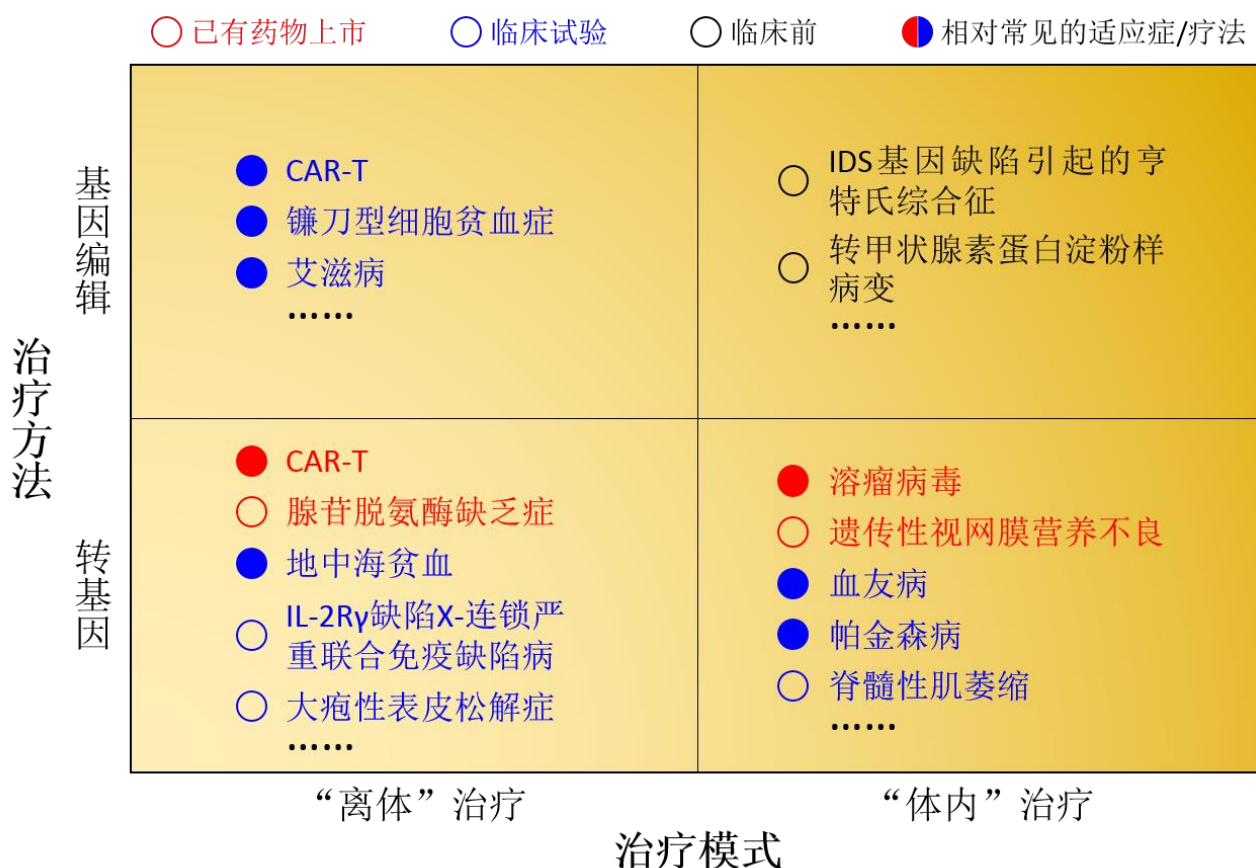 已有药物上市
临床试验
临床前
相对常见的适应症/疗法
治疗方法
基因编辑
CAR-T
镰刀型细胞贫血症
艾滋病
……
IDS基因缺陷引起的亨
特氏综合征
转甲状腺素蛋白淀粉样
病变
……
转基因
CAR-T
腺苷脱氨酶缺乏症
地中海贫血
IL-2Rγ缺陷X-连锁严
重联合免疫缺陷病
大疱性表皮松解症
……
溶瘤病毒
遗传性视网膜营养不良
血友病
帕金森病
脊髓性肌萎缩
……
“离体”治疗
“体内”治疗
治疗模式